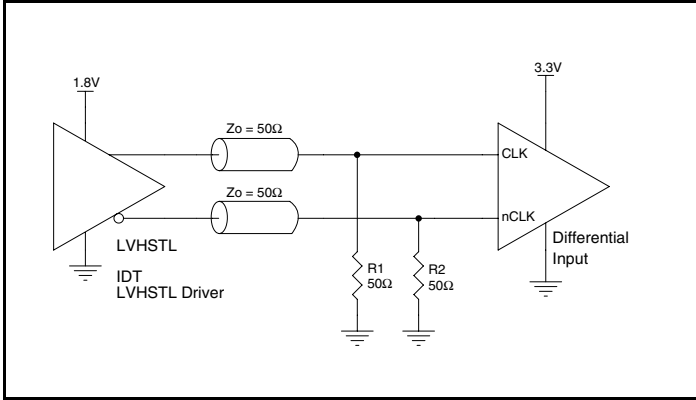 1.8V
3.3V
Zo = 50Ω
CLK
Zo = 50Ω
nCLK
LVHSTL
Differential
Input
IDT
LVHSTL Driver
R1
50Ω
R2
50Ω